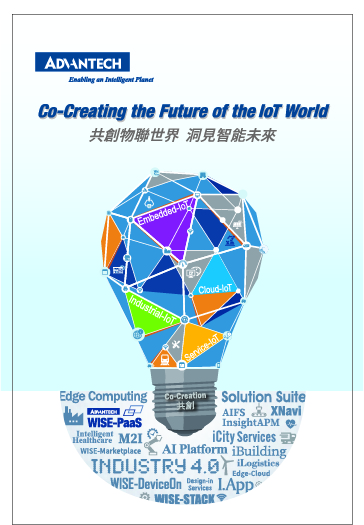 ADVANTECH
Enabling an Intelligent Planet
Co-Creating the Future of the IoT World
共創物聯世界 洞見智能未來
Embedded-IoT
Cloud-IoT
Industrial-IoT
Service-IoT
Co-Creation
共創
Edge Computing
Solution Suite
ADVANTECH
WISE-PaaS
AIFS
XNavi
InsightAPM
Intelligent
Healthcare
M2I
iCity Services
WISE-Marketplace
AI Platform
iBuilding
INDUSTRY 4.0
iLogistics
Edge-Cloud
WISE-DeviceOn
Design-in
Services
I.App
WISE-STACK